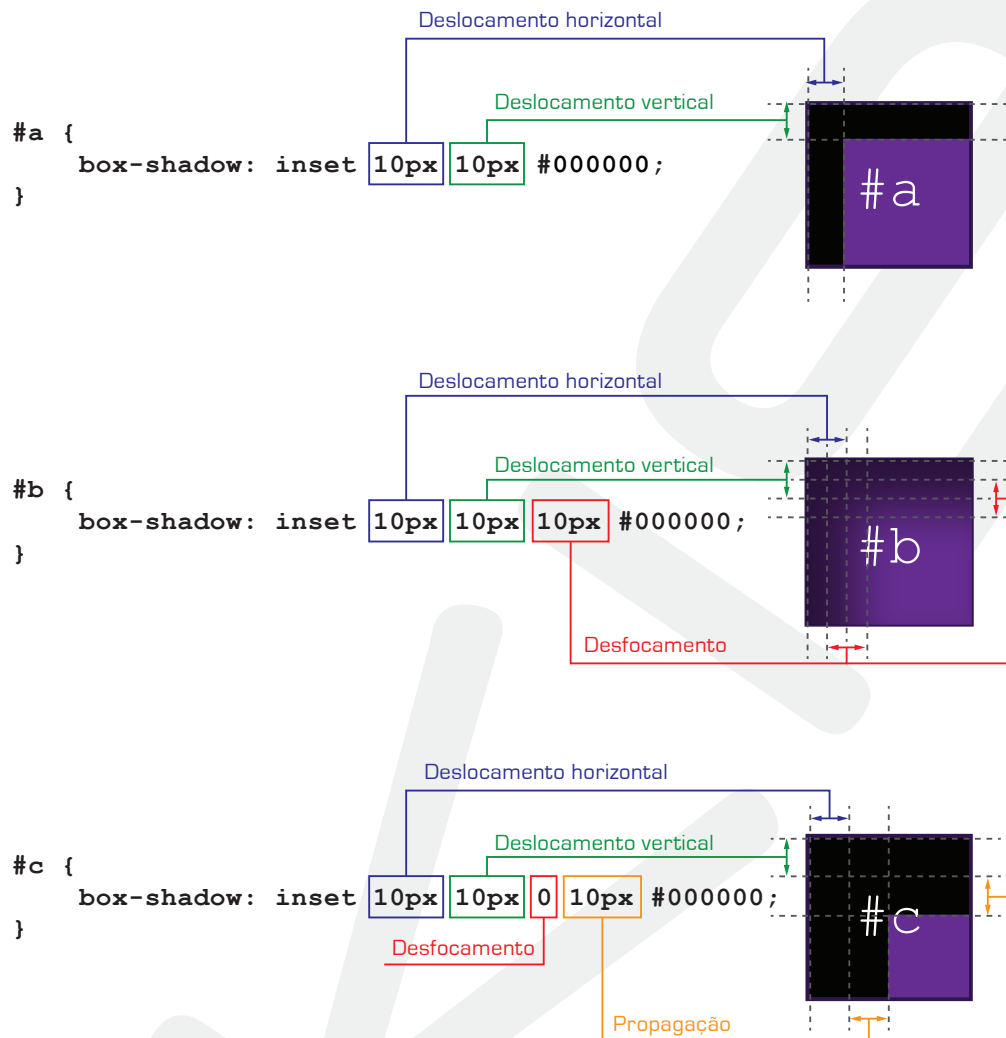 Deslocamento horizontal
Deslocamento vertical
#a {
box-shadow: inset 10px 10px #000000;
}
#a
Deslocamento horizontal
Deslocamento vertical
#b {
box-shadow: inset 10px 10px 10px #000000;
}
#b
Desfocamento
Deslocamento horizontal
Deslocamento vertical
#c {
box-shadow: inset 10px 10px 0 10px #000000;
}
#c
Desfocamento
Propagação